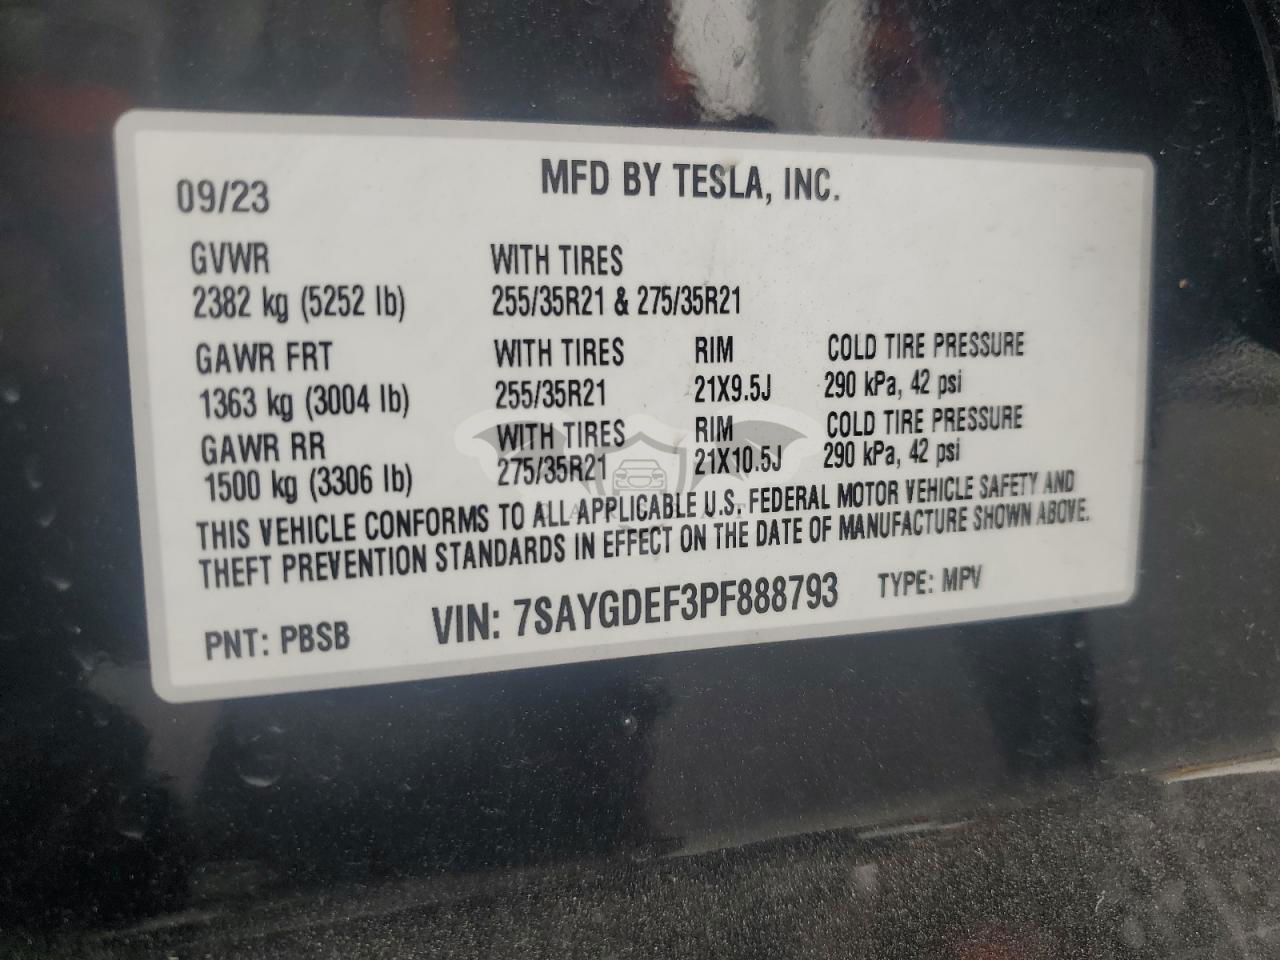 MFD BY TESLA, INC.
09/23
GVWR WITH TIRES
2382 kg (5252 lb) 255/35R21 & 275/35R21
GAWR FRT WITH TIRES RIM COLD TIRE PRESSURE
1363 kg (3004 lb) 255/35R21 21X9.5J 290 kPa, 42 psi
GAWR RR WITH TIRES RIM COLD TIRE PRESSURE
1500 kg (3306 lb) 275/35R21 21X10.5J 290 kPa, 42 psi
THIS VEHICLE CONFORMS TO ALL APPLICABLE U.S. FEDERAL MOTOR VEHICLE SAFETY AND
THEFT PREVENTION STANDARDS IN EFFECT ON THE DATE OF MANUFACTURE SHOWN ABOVE.
PNT: PBSB VIN: 7SAYGDEF3PF888793 TYPE: MPV